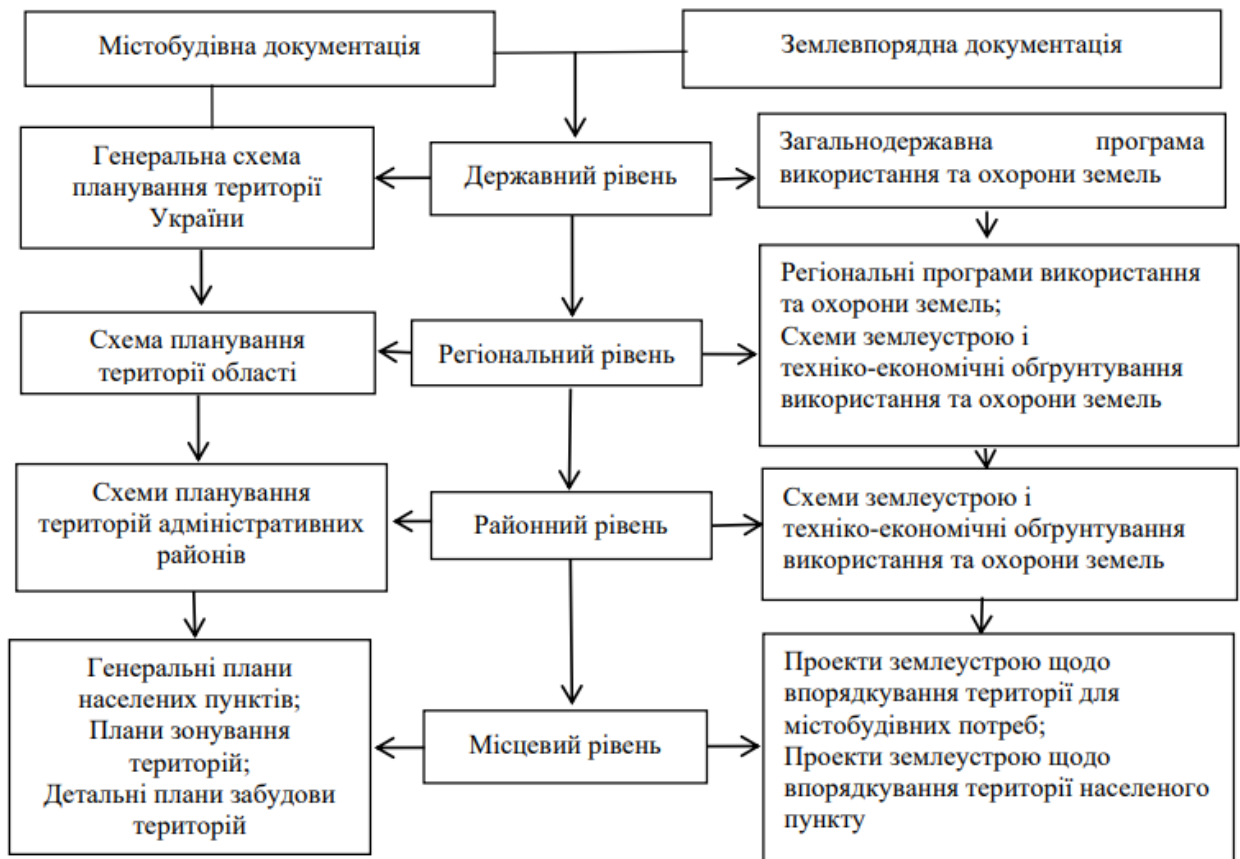 Містобудівна документація
Землевпорядна документація
Генеральна схема
планування території
України
Державний рівень
Загальнодержавна програма
використання та охорони земель
Схема планування
території області
Регіональний рівень
Регіональні програми використання
та охорони земель;
Схеми землеустрою і
техніко-економічні обґрунтування
використання та охорони земель
Схеми планування
територій адміністративних
районів
Районний рівень
Схеми землеустрою і
техніко-економічні обґрунтування
використання та охорони земель
Генеральні плани
населених пунктів;
Плани зонування
територій;
Детальні плани забудови
територій
Місцевий рівень
Проекти землеустрою щодо
впорядкування території для
містобудівних потреб;
Проекти землеустрою щодо
впорядкування території населеного
пункту